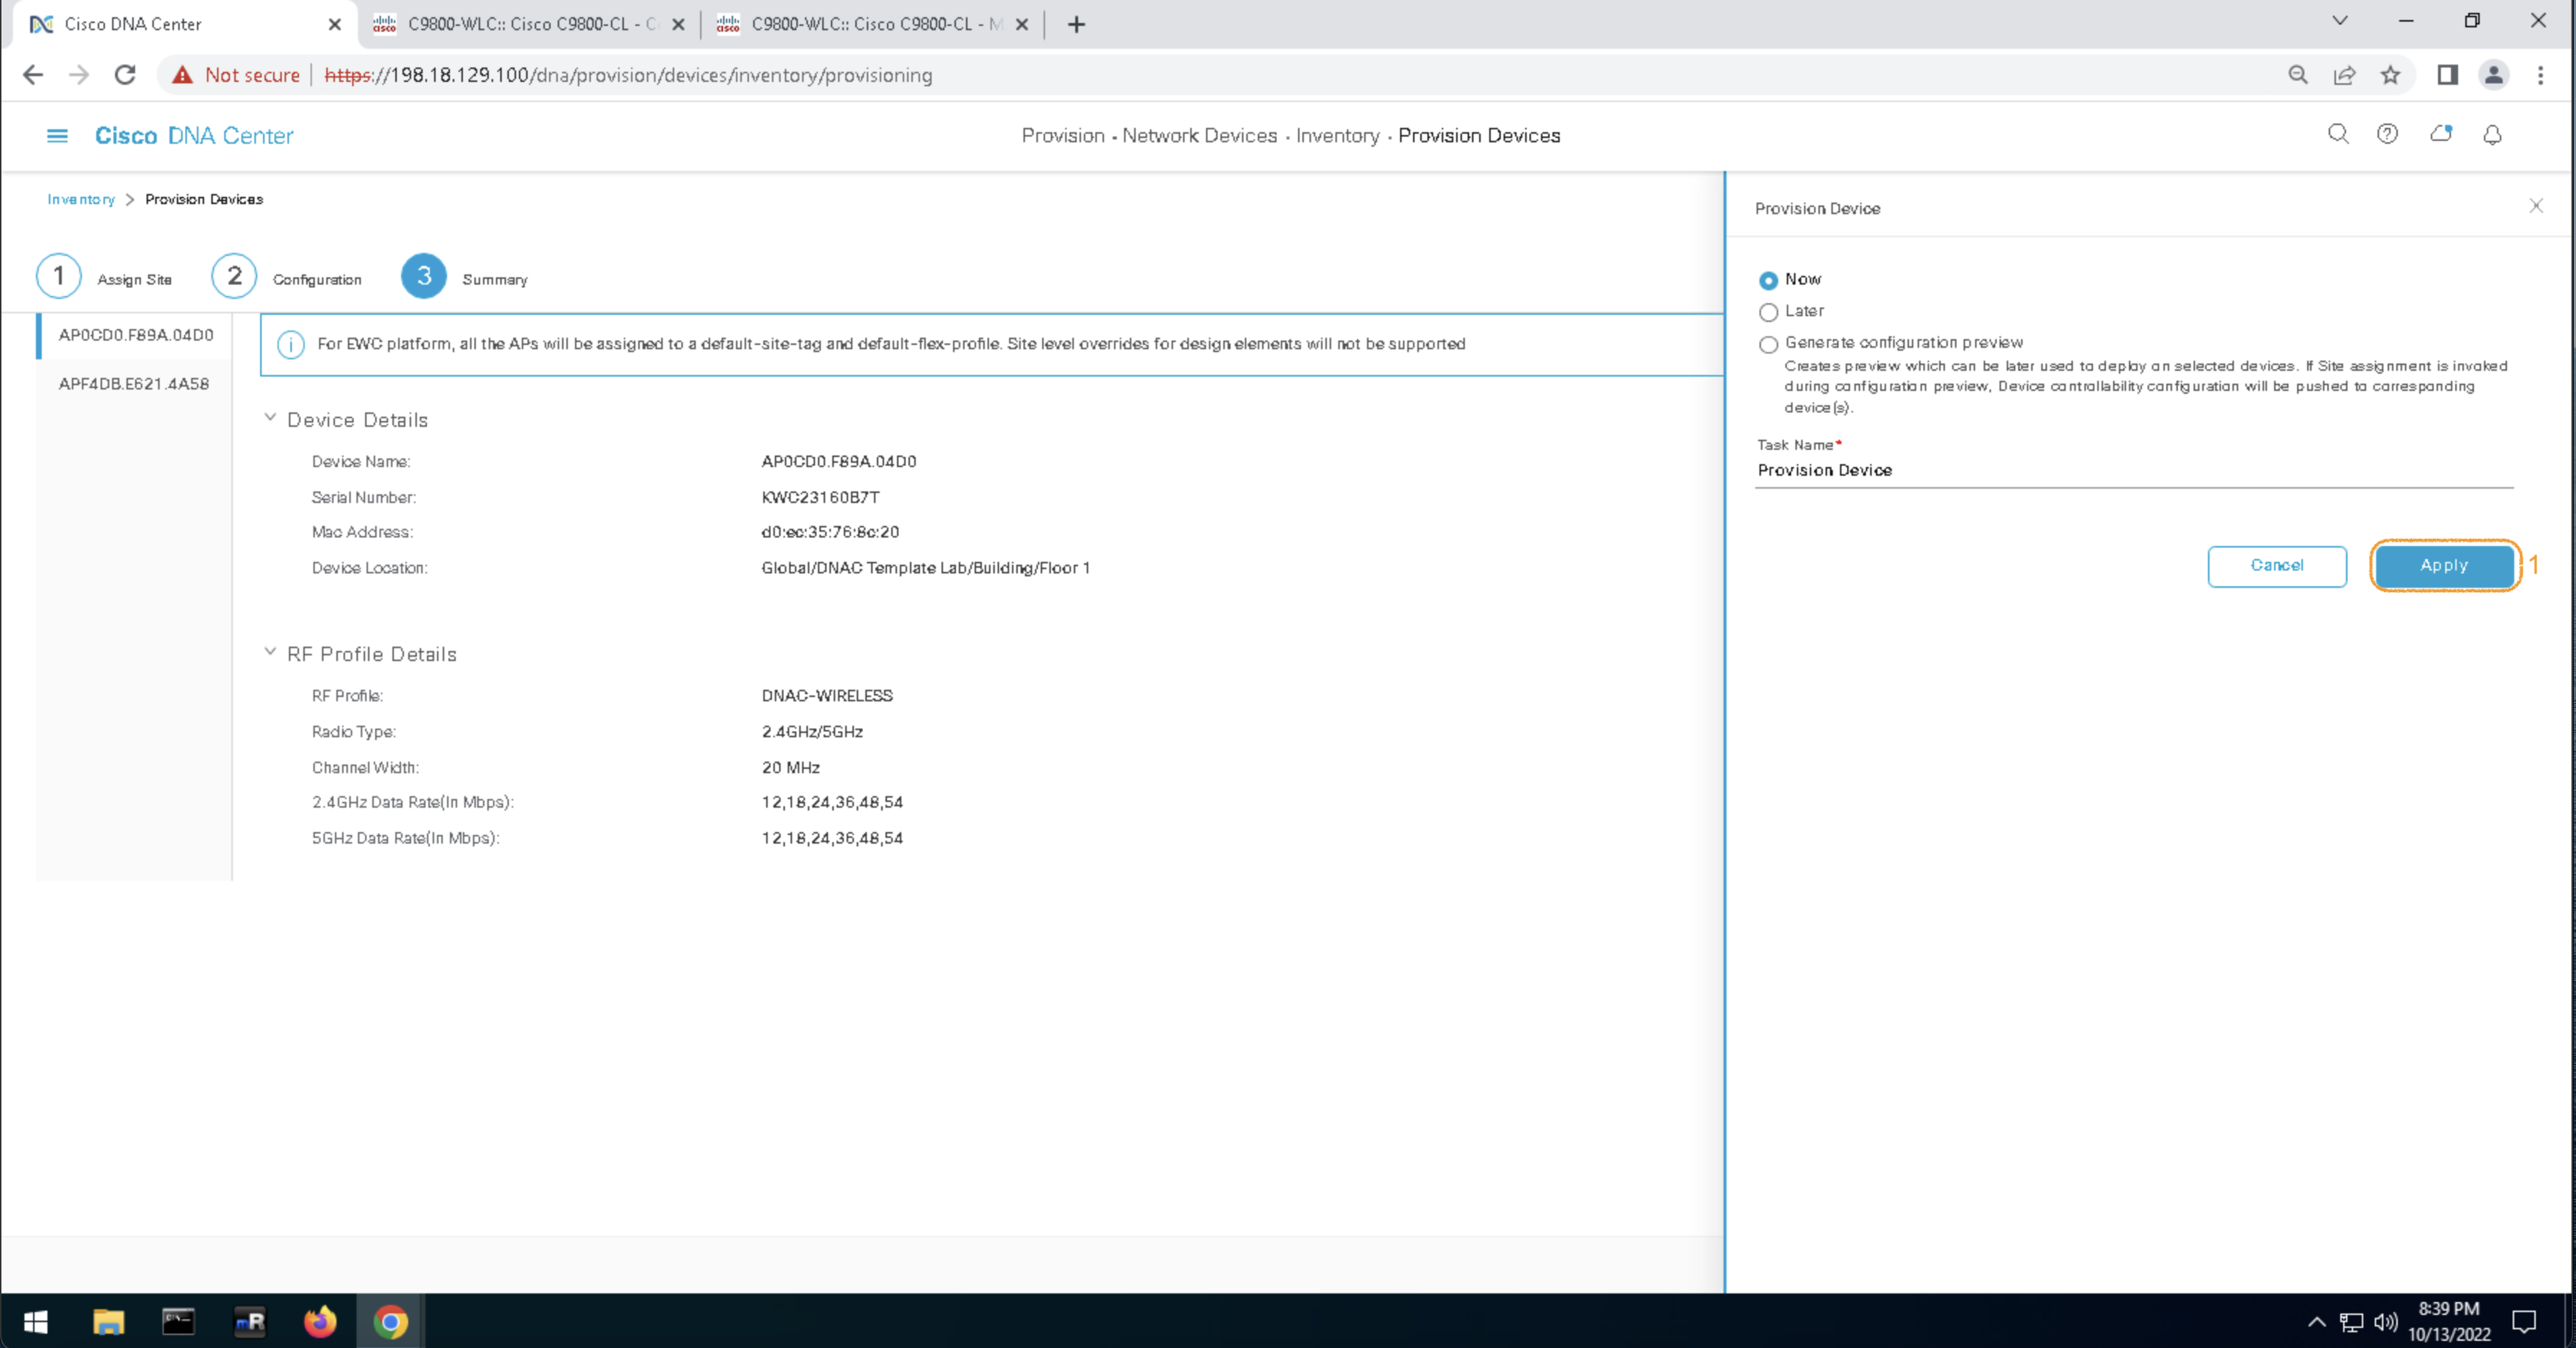 Cisco DNA Center
C9800-WLC:: Cisco C9800-CL - C
C9800-WLC:: Cisco C9800-CL - M
Not secure
https://198.18.129.100/dna/provision/devices/inventory/provisioning
Cisco DNA Center
Provision · Network Devices · Inventory · Provision Devices
Inventory > Provision Devices
1 Assign Site 2 Configuration 3 Summary
AP0CD0.F89A.04D0
APF4DB.E621.4A58
For EWC platform, all the APs will be assigned to a default-site-tag and default-flex-profile. Site level overrides for design elements will not be supported
Device Details
Device Name: AP0CD0.F89A.04D0
Serial Number: KWC23160B7T
Mac Address: d0:ec:35:76:8c:20
Device Location: Global/DNAC Template Lab/Building/Floor 1
RF Profile Details
RF Profile: DNAC-WIRELESS
Radio Type: 2.4GHz/5GHz
Channel Width: 20 MHz
2.4GHz Data Rate(In Mbps): 12,18,24,36,48,54
5GHz Data Rate(In Mbps): 12,18,24,36,48,54
Provision Device
Now
Later
Generate configuration preview
Creates preview which can be later used to deploy on selected devices. If Site assignment is invoked
during configuration preview, Device controllability configuration will be pushed to corresponding
device(s).
Task Name*
Provision Device
Cancel
Apply
1
mR
8:39 PM
10/13/2022